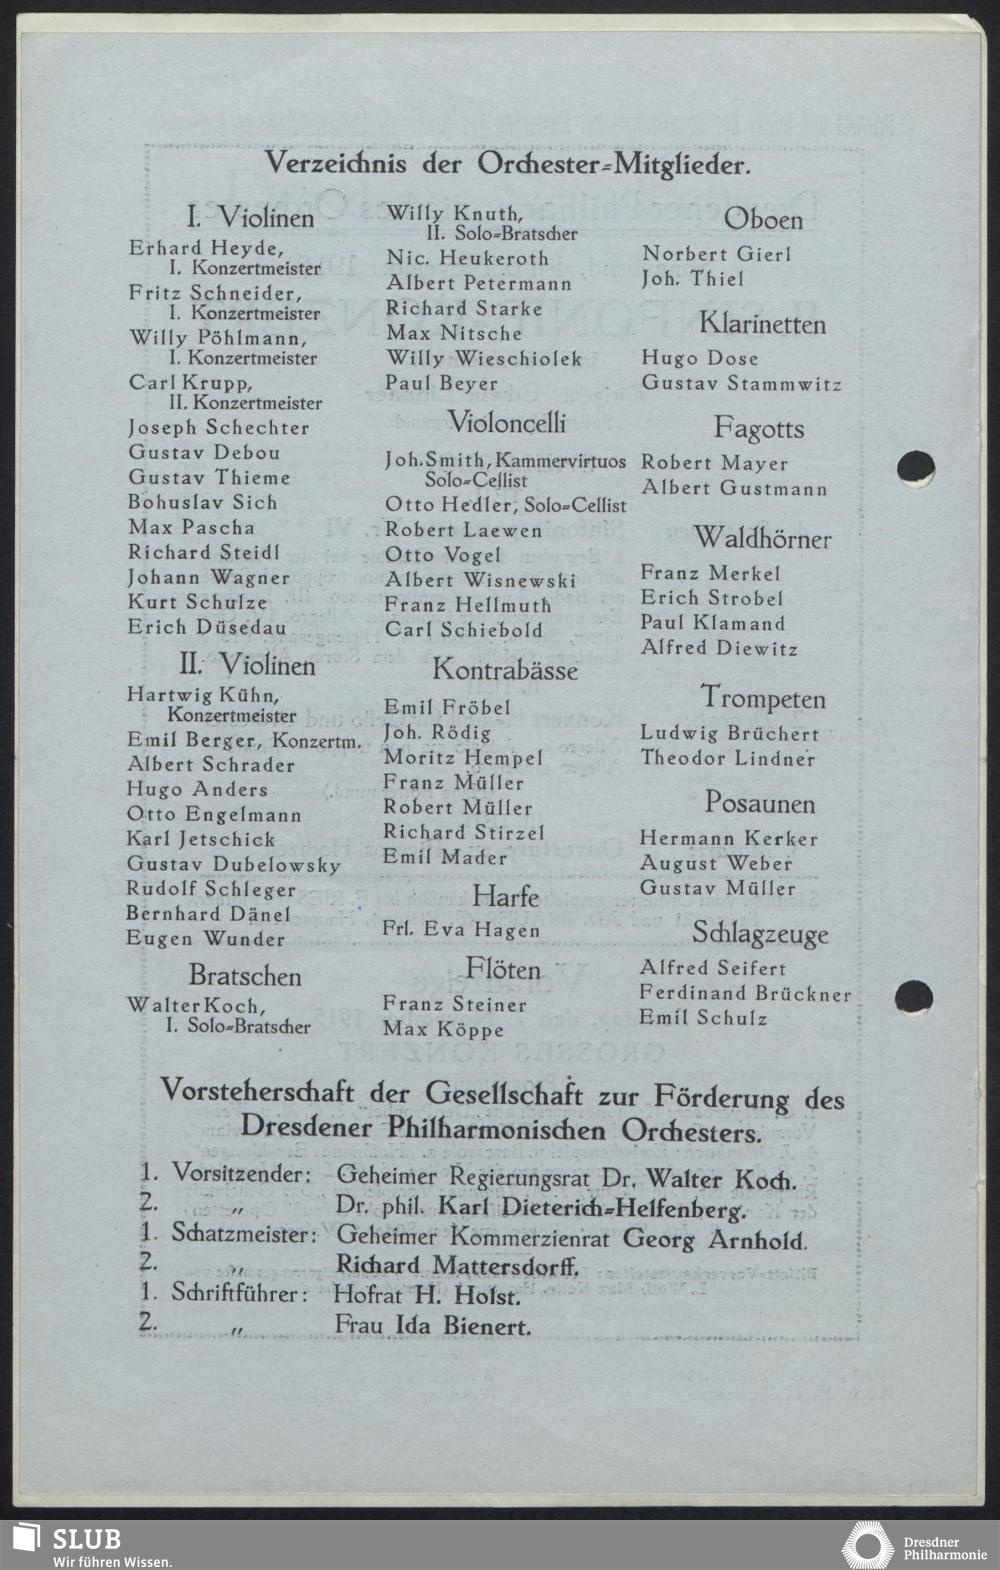 Verzeichnis der Orchester=Mitglieder.
I. Violinen
Erhard Heyde,
I. Konzertmeister
Fritz Schneider,
I. Konzertmeister
Willy Pöhlmann,
I. Konzertmeister
Carl Krupp,
II. Konzertmeister
Joseph Schechter
Gustav Debou
Gustav Thieme
Bohuslav Sich
Max Pascha
Richard Steidl
Johann Wagner
Kurt Schulze
Erich Düsedau
II. Violinen
Hartwig Kühn,
Konzertmeister
Emil Berger, Konzertm.
Albert Schrader
Hugo Anders
Otto Engelmann
Karl Jetschick
Gustav Dubelowsky
Rudolf Schleger
Bernhard Dänel
Eugen Wunder
Bratschen
Walter Koch,
I. Solo=Bratscher
Willy Knuth,
II. Solo=Bratscher
Nic. Heukeroth
Albert Petermann
Richard Starke
Max Nitsche
Willy Wieschiolek
Paul Beyer
Violoncelli
Joh. Smith, Kammervirtuos
Solo=Cellist
Otto Hedler, Solo=Cellist
Robert Laewen
Otto Vogel
Albert Wisnewski
Franz Hellmuth
Carl Schiebold
Kontrabässe
Emil Fröbel
Joh. Rödig
Moritz Hempel
Franz Müller
Robert Müller
Richard Stirzel
Emil Mader
Harfe
Frl. Eva Hagen
Flöten
Franz Steiner
Max Köppe
Oboen
Norbert Gierl
Joh. Thiel
Klarinetten
Hugo Dose
Gustav Stammwitz
Fagotts
Robert Mayer
Albert Gustmann
Waldhörner
Franz Merkel
Erich Strobel
Paul Klamand
Alfred Diewitz
Trompeten
Ludwig Brüchert
Theodor Lindner
Posaunen
Hermann Kerker
August Weber
Gustav Müller
Schlagzeuge
Alfred Seifert
Ferdinand Brückner
Emil Schulz
Vorsteherschaft der Gesellschaft zur Förderung des
Dresdener Philharmonischen Orchesters.
1. Vorsitzender: Geheimer Regierungsrat Dr. Walter Koch.
2. „ Dr. phil. Karl Dieterich=Helfenberg.
1. Schatzmeister: Geheimer Kommerzienrat Georg Arnhold.
2. „ Richard Mattersdorff.
1. Schriftführer: Hofrat H. Holst.
2. „ Frau Ida Bienert.
SLUB
Wir führen Wissen.
Dresdner
Philharmonie